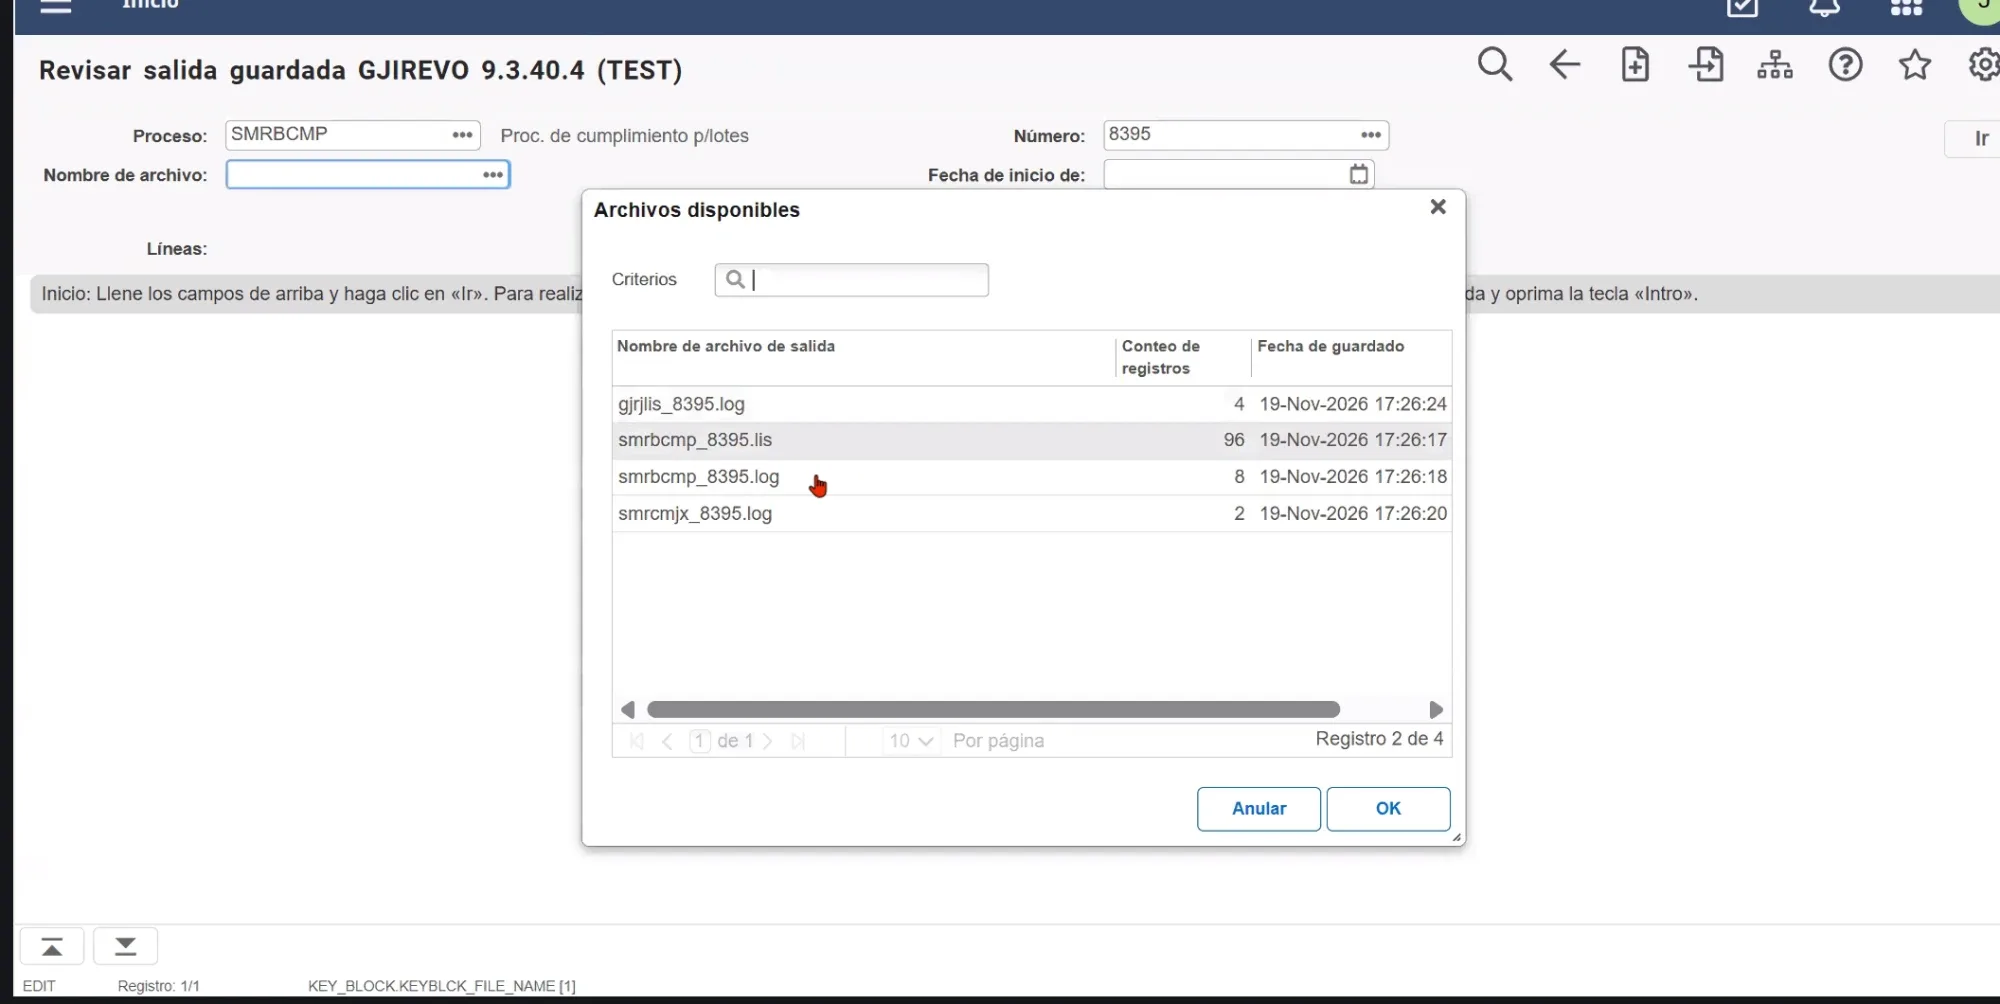 Inicio
Revisar salida guardada GJIREVO 9.3.40.4 (TEST)
Proceso: SMRBCMP ••• Proc. de cumplimiento p/lotes Número: 8395 ••• Ir
Nombre de archivo: ••• Fecha de inicio de:
Líneas:
Inicio: Llene los campos de arriba y haga clic en «Ir». Para realiz
da y oprima la tecla «Intro».
Archivos disponibles
Criterios
Nombre de archivo de salida Conteo de registros Fecha de guardado
gjrjlis_8395.log 4 19-Nov-2026 17:26:24
smrbcmp_8395.lis 96 19-Nov-2026 17:26:17
smrbcmp_8395.log 8 19-Nov-2026 17:26:18
smrcmjx_8395.log 2 19-Nov-2026 17:26:20
1 de 1 10 Por página Registro 2 de 4
Anular OK
EDIT Registro: 1/1 KEY_BLOCK.KEYBLCK_FILE_NAME [1]